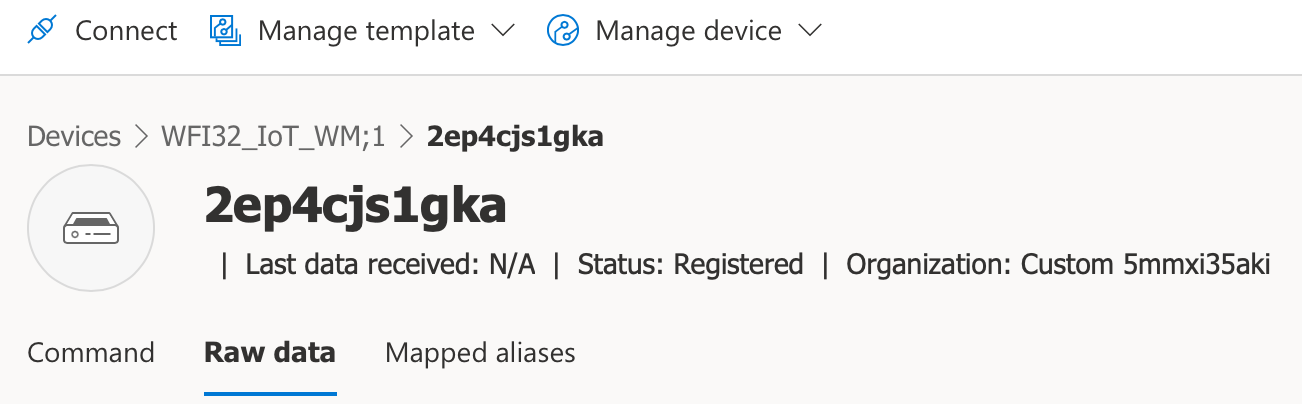 Connect Manage template Manage device
Devices > WFI32_IoT_WM;1 > 2ep4cjs1gka
2ep4cjs1gka
| Last data received: N/A | Status: Registered | Organization: Custom 5mmxi35aki
Command Raw data Mapped aliases